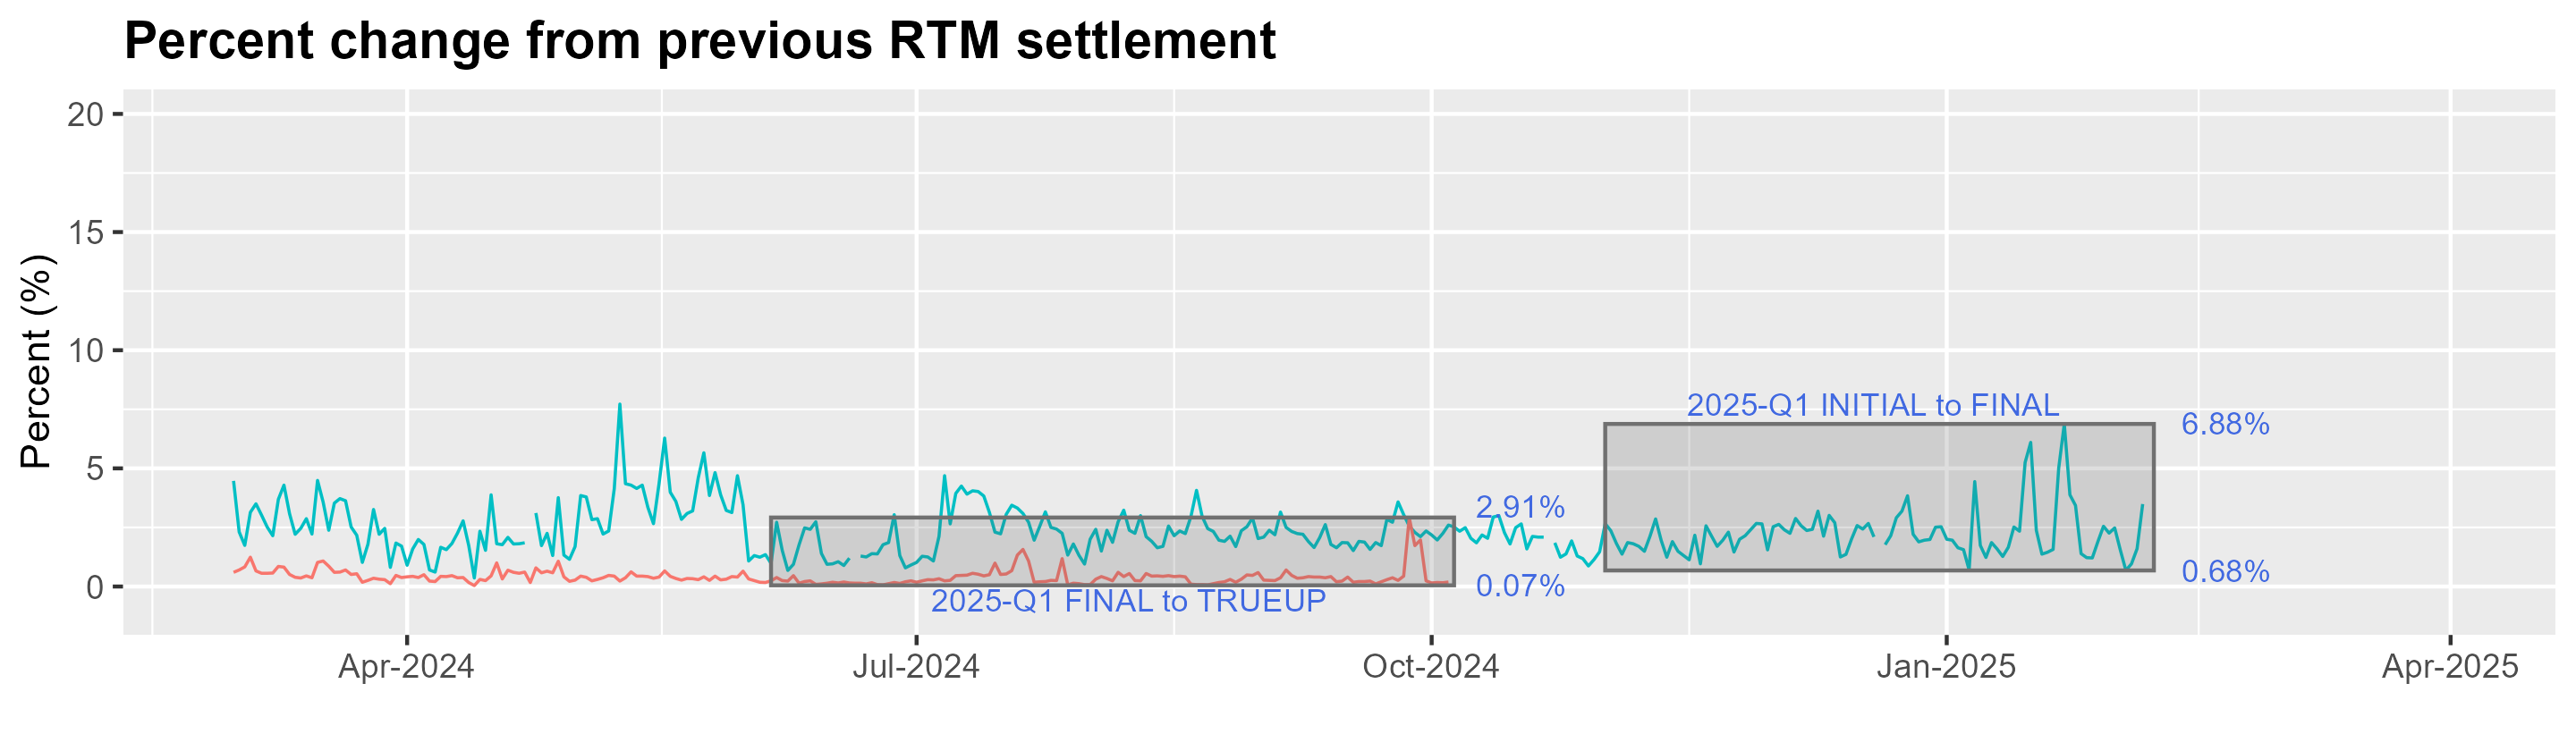 Percent change from previous RTM settlement
Percent (%)
20
15
10
5
0
2025-Q1 INITIAL to FINAL
6.88%
0.68%
2.91%
0.07%
2025-Q1 FINAL to TRUEUP
Apr-2024
Jul-2024
Oct-2024
Jan-2025
Apr-2025